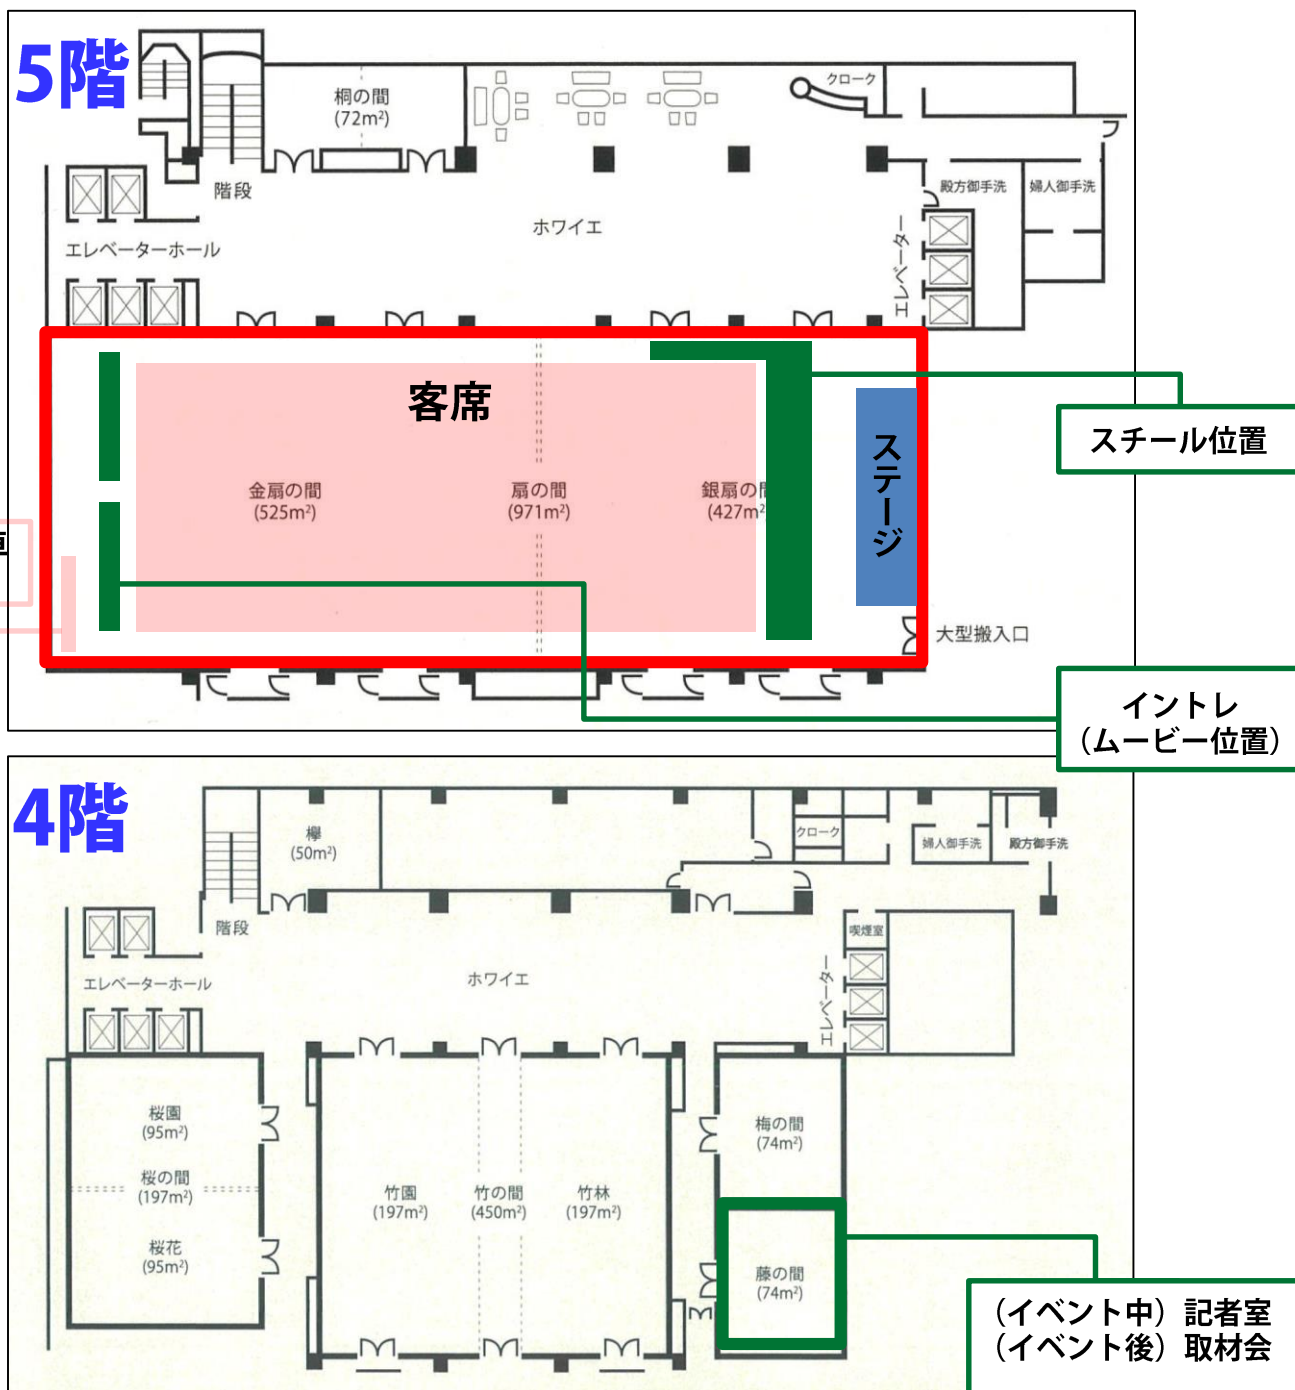 5階
桐の間
(72m²)
クローク
階段
殿方御手洗
婦人御手洗
ホワイエ
エレベーターホール
エレベーター
客席
ステージ
スチール位置
金扇の間
(525m²)
扇の間
(971m²)
銀扇の間
(427m²
大型搬入口
イントレ
（ムービー位置）
4階
欅
(50m²)
クローク
婦人御手洗
殿方御手洗
階段
喫煙室
エレベーターホール
ホワイエ
エレベーター
桜園
(95m²)
桜の間
(197m²)
桜花
(95m²)
竹園
(197m²)
竹の間
(450m²)
竹林
(197m²)
梅の間
(74m²)
藤の間
(74m²)
（イベント中）記者室
（イベント後）取材会